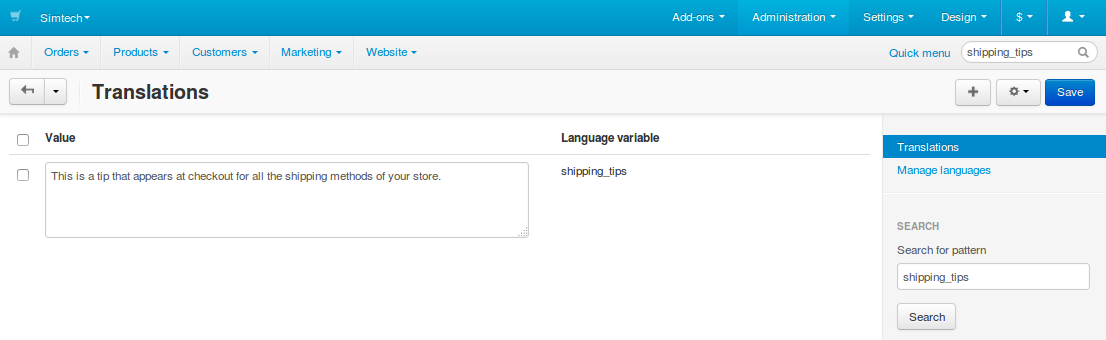 Simtech Add-ons Administration Settings Design $
Orders Products Customers Marketing Website Quick menu shipping_tips
Translations Save
Value Language variable
This is a tip that appears at checkout for all the shipping methods of your store. shipping_tips
Translations
Manage languages
SEARCH
Search for pattern
shipping_tips
Search